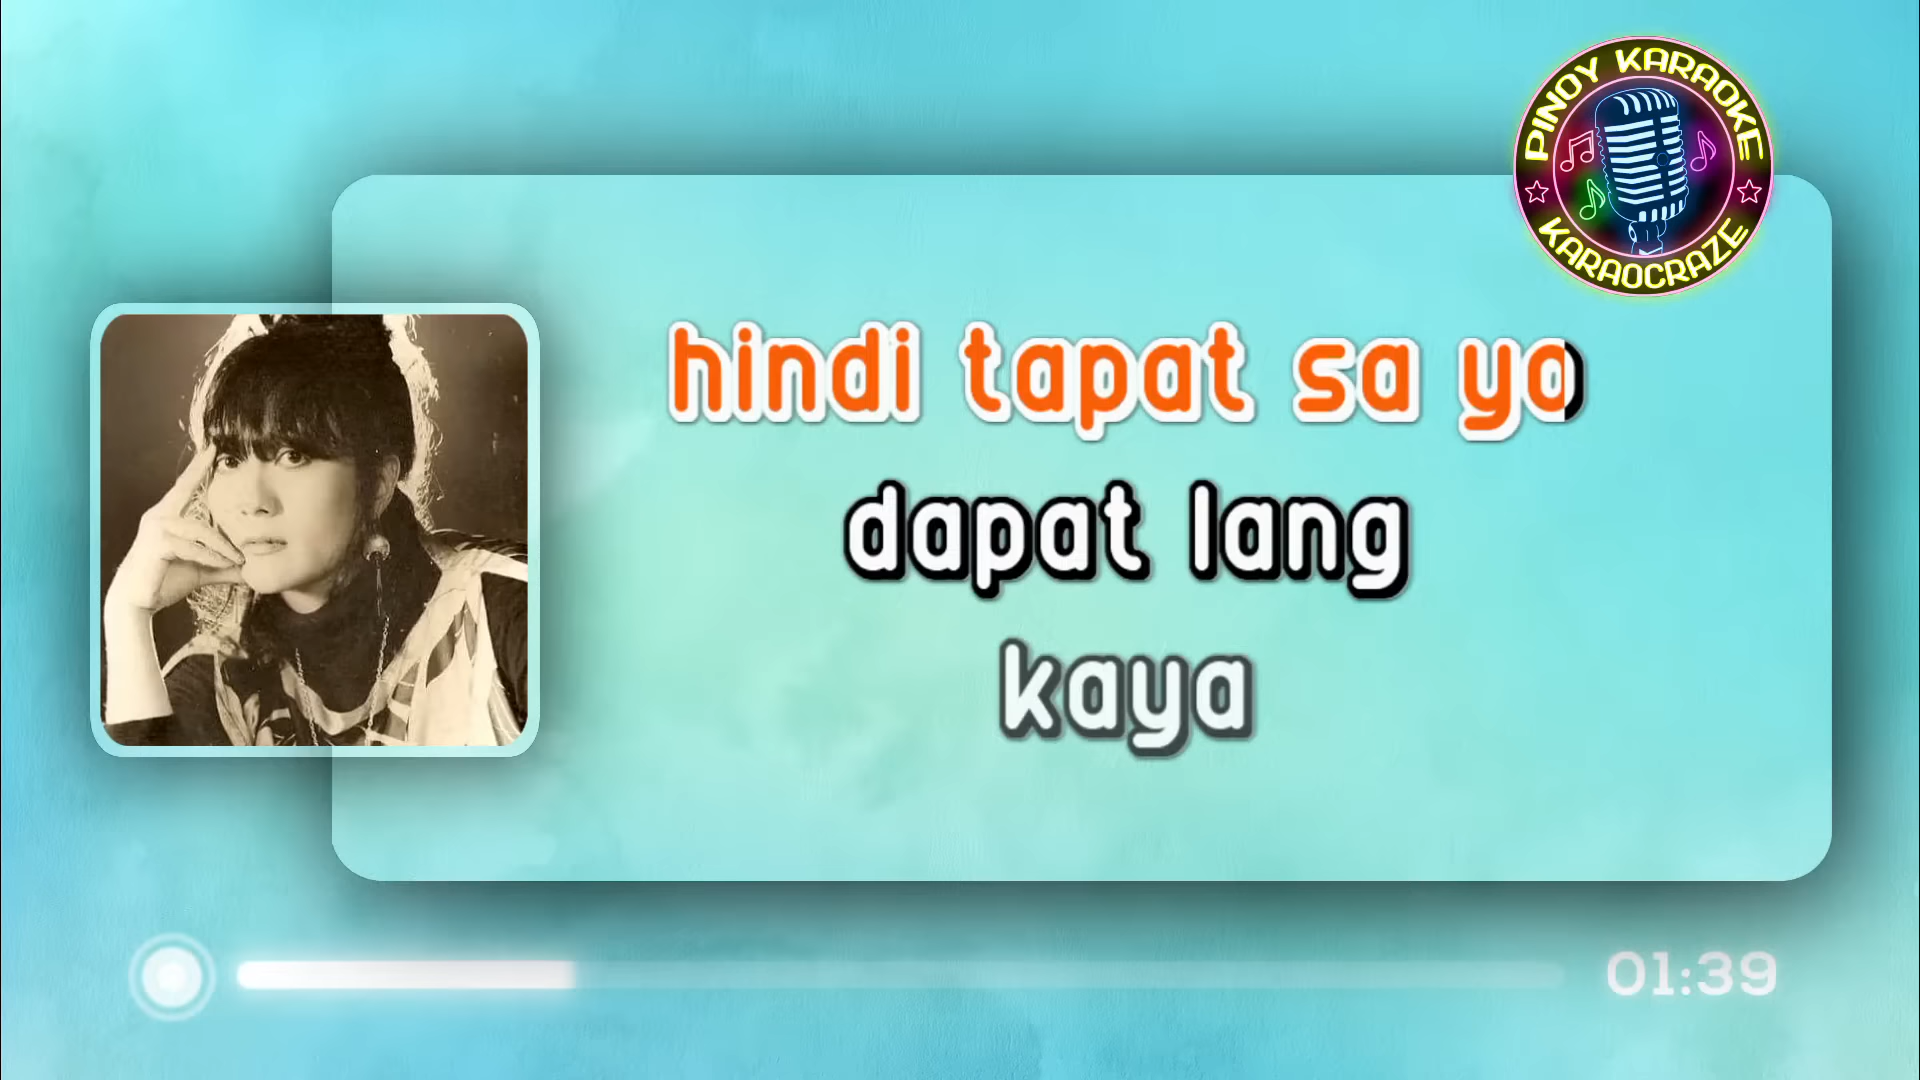 PINOY KARAOKE
KARAOCRAZE
hindi tapat sa yo
dapat lang
kaya
01:39